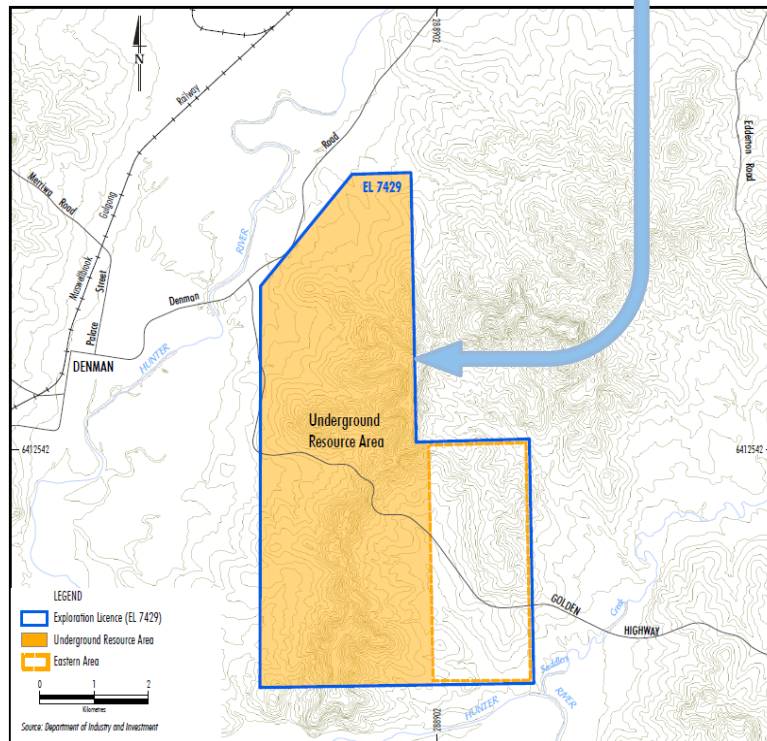 288902
N
Railway
Gulgong
Muswellbrook
Merriwa Road
Palace Street
DENMAN
Denman
Road
HUNTER
RIVER
Edderton Road
EL 7429
Underground
Resource Area
6412542
6412542
GOLDEN
HIGHWAY
Saddlers
Creek
HUNTER
RIVER
288902
LEGEND
Exploration Licence (EL 7429)
Underground Resource Area
Eastern Area
0 1 2
Kilometres
Source: Department of Industry and Investment